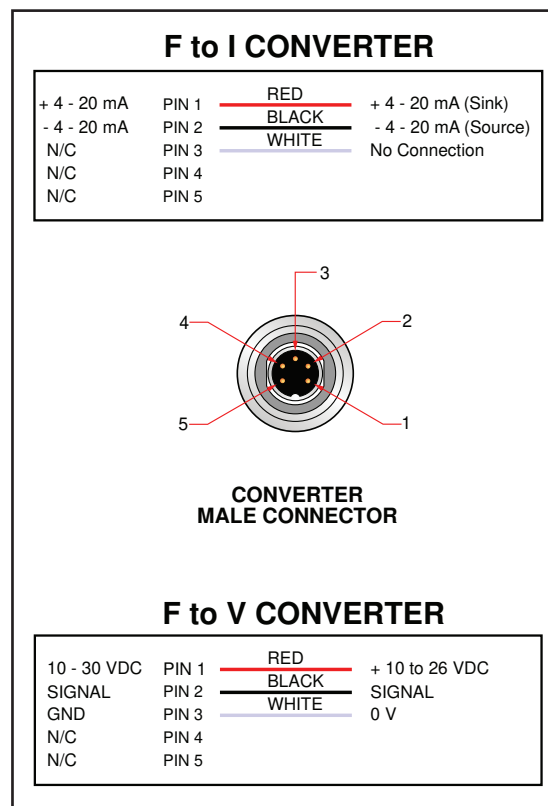 F to I CONVERTER
RED
+ 4 - 20 mA PIN 1 + 4 - 20 mA (Sink)
BLACK
- 4 - 20 mA PIN 2 - 4 - 20 mA (Source)
WHITE
N/C PIN 3 No Connection
N/C PIN 4
N/C PIN 5
3
4 2
5 1
CONVERTER
MALE CONNECTOR
F to V CONVERTER
RED
10 - 30 VDC PIN 1 + 10 to 26 VDC
BLACK
SIGNAL PIN 2 SIGNAL
WHITE
GND PIN 3 0 V
N/C PIN 4
N/C PIN 5